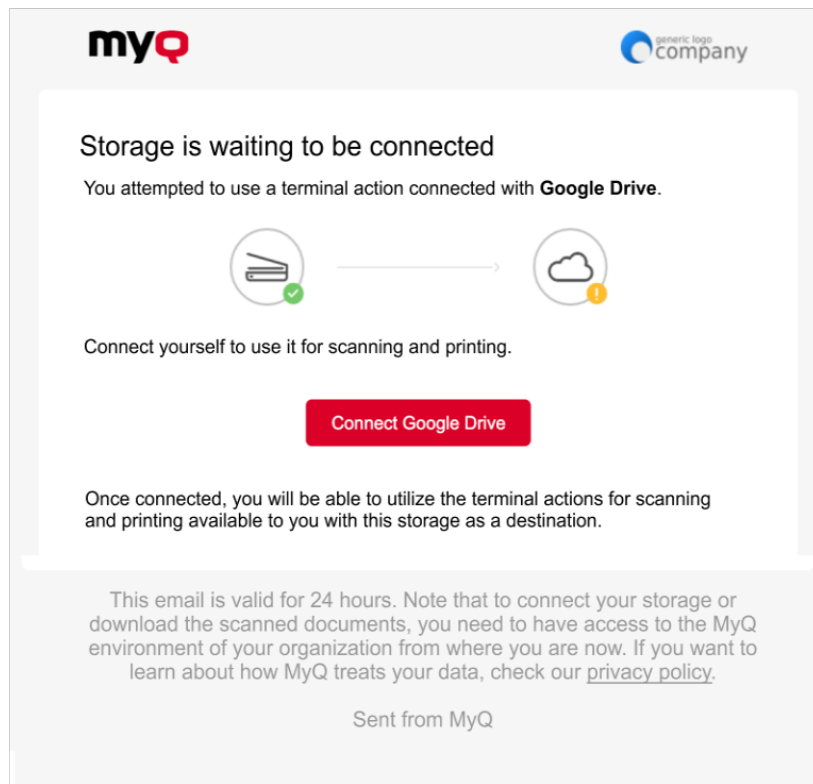 myQ
generic logo
company
Storage is waiting to be connected
You attempted to use a terminal action connected with Google Drive.
Connect yourself to use it for scanning and printing.
Connect Google Drive
Once connected, you will be able to utilize the terminal actions for scanning
and printing available to you with this storage as a destination.
This email is valid for 24 hours. Note that to connect your storage or
download the scanned documents, you need to have access to the MyQ
environment of your organization from where you are now. If you want to
learn about how MyQ treats your data, check our privacy policy.
Sent from MyQ